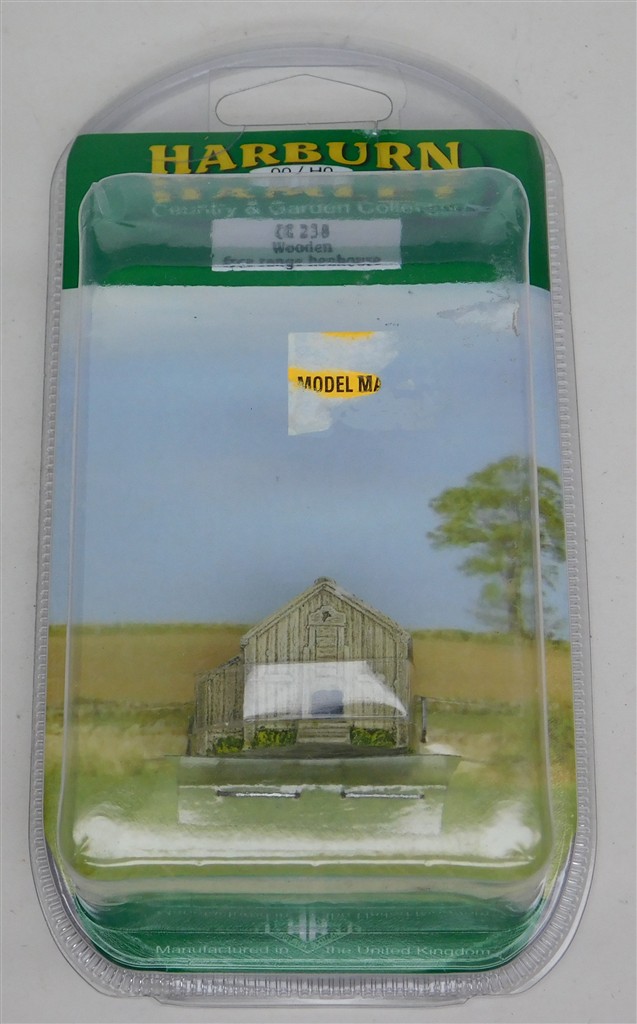 HARBURN
00 / H0
HAMLET
Country & Garden Collection
CG 238
Wooden
free range henhouse
MODEL MA
Manufactured in the United Kingdom